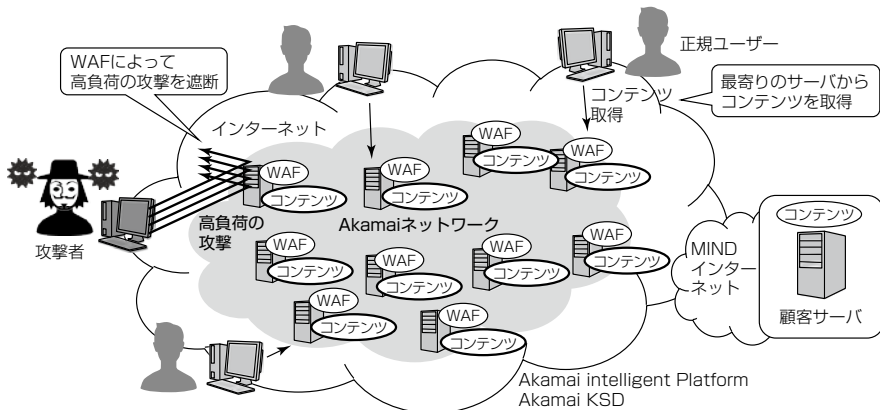 WAFによって
高負荷の攻撃を遮断
正規ユーザー
最寄りのサーバから
コンテンツを取得
コンテンツ
取得
インターネット
WAF
コンテンツ
WAF
コンテンツ
WAF
コンテンツ
WAF
コンテンツ
攻撃者
高負荷の
攻撃
Akamaiネットワーク
WAF
コンテンツ
WAF
コンテンツ
WAF
コンテンツ
WAF
コンテンツ
WAF
コンテンツ
WAF
コンテンツ
MIND
インター
ネット
コンテンツ
顧客サーバ
Akamai intelligent Platform
Akamai KSD